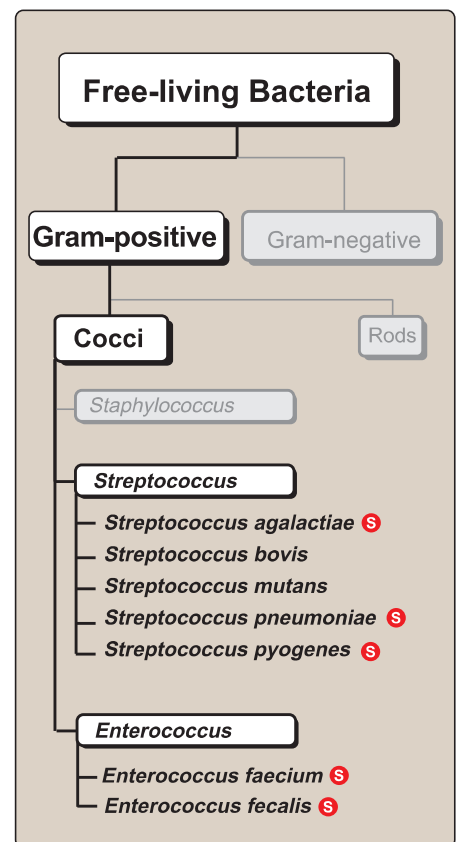 Free-living Bacteria
Gram-positive
Gram-negative
Cocci
Rods
Staphylococcus
Streptococcus
Streptococcus agalactiae S
Streptococcus bovis
Streptococcus mutans
Streptococcus pneumoniae S
Streptococcus pyogenes S
Enterococcus
Enterococcus faecium S
Enterococcus fecalis S